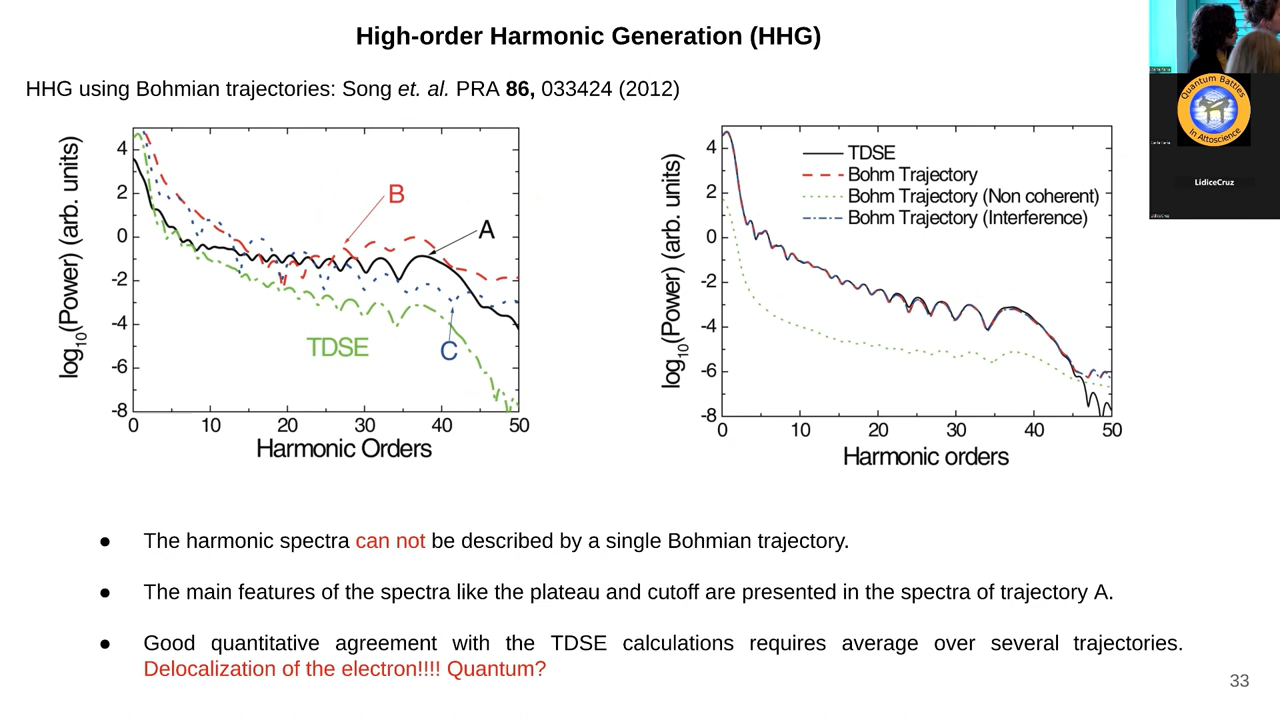 High-order Harmonic Generation (HHG)
HHG using Bohmian trajectories: Song et. al. PRA 86, 033424 (2012)
log10(Power) (arb. units)
4
2
0
-2
-4
-6
-8
0
10
20
30
40
50
Harmonic Orders
B
A
C
TDSE
log10(Power) (arb. units)
4
2
0
-2
-4
-6
-8
0
10
20
30
40
50
Harmonic orders
TDSE
Bohm Trajectory
Bohm Trajectory (Non coherent)
Bohm Trajectory (Interference)
● The harmonic spectra can not be described by a single Bohmian trajectory.
● The main features of the spectra like the plateau and cutoff are presented in the spectra of trajectory A.
● Good quantitative agreement with the TDSE calculations requires average over several trajectories.
Delocalization of the electron!!!! Quantum?
33
Quantum Battles
In Attoscience
LidiceCruz